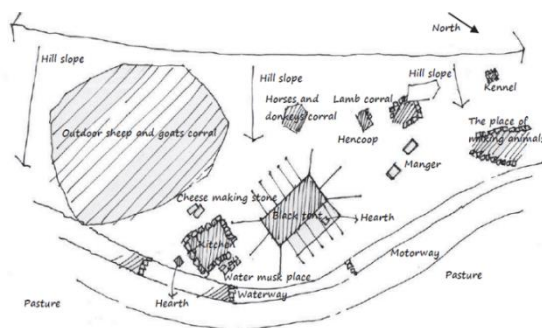 North
Hill slope
Hill slope
Hill slope
Kennel
Horses and
donkeys corral
Lamb corral
Hencoop
The place of
milking animals
Outdoor sheep and goats corral
Manger
Cheese making stone
Black tent
Hearth
Kitchen
Motorway
Water musk place
Waterway
Hearth
Pasture
Pasture